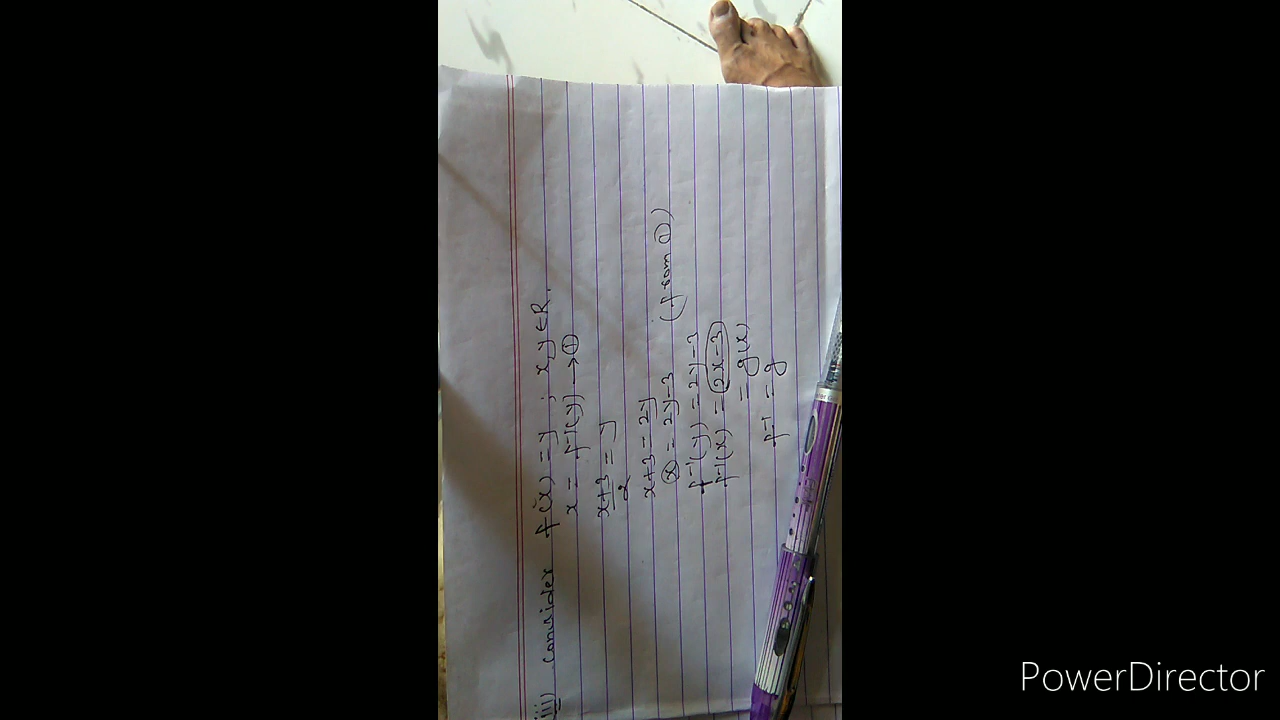 iii) Consider f(x) = y ; x,y ∈ R.
x = f⁻¹(y) → ①
x+3/2 = y
x+3 = 2y
x = 2y-3 (from ①)
f⁻¹(y) = 2y-3
f⁻¹(x) = 2x-3
= g(x)
f⁻¹ = g
PowerDirector